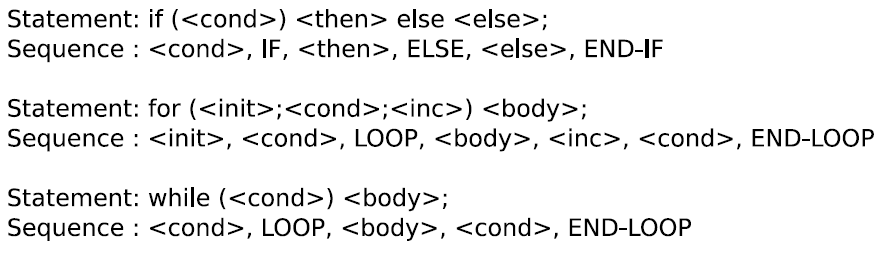 Statement: if (<cond>) <then> else <else>;
Sequence : <cond>, IF, <then>, ELSE, <else>, END-IF
Statement: for (<init>;<cond>;<inc>) <body>;
Sequence : <init>, <cond>, LOOP, <body>, <inc>, <cond>, END-LOOP
Statement: while (<cond>) <body>;
Sequence : <cond>, LOOP, <body>, <cond>, END-LOOP